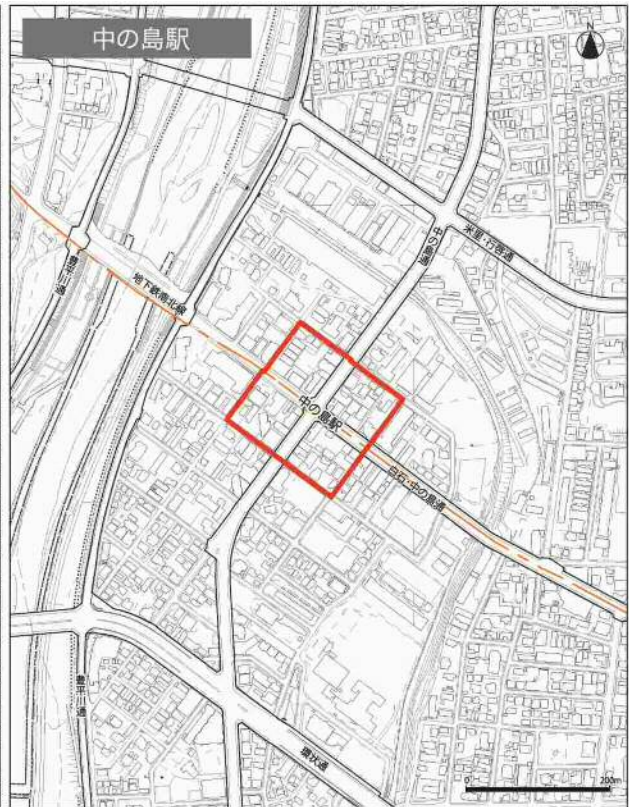 中の島駅
N
米里・行啓通
中の島通
豊平川通
地下鉄南北線
中の島駅
白石・中の島通
豊平川通
環状通
0 200m